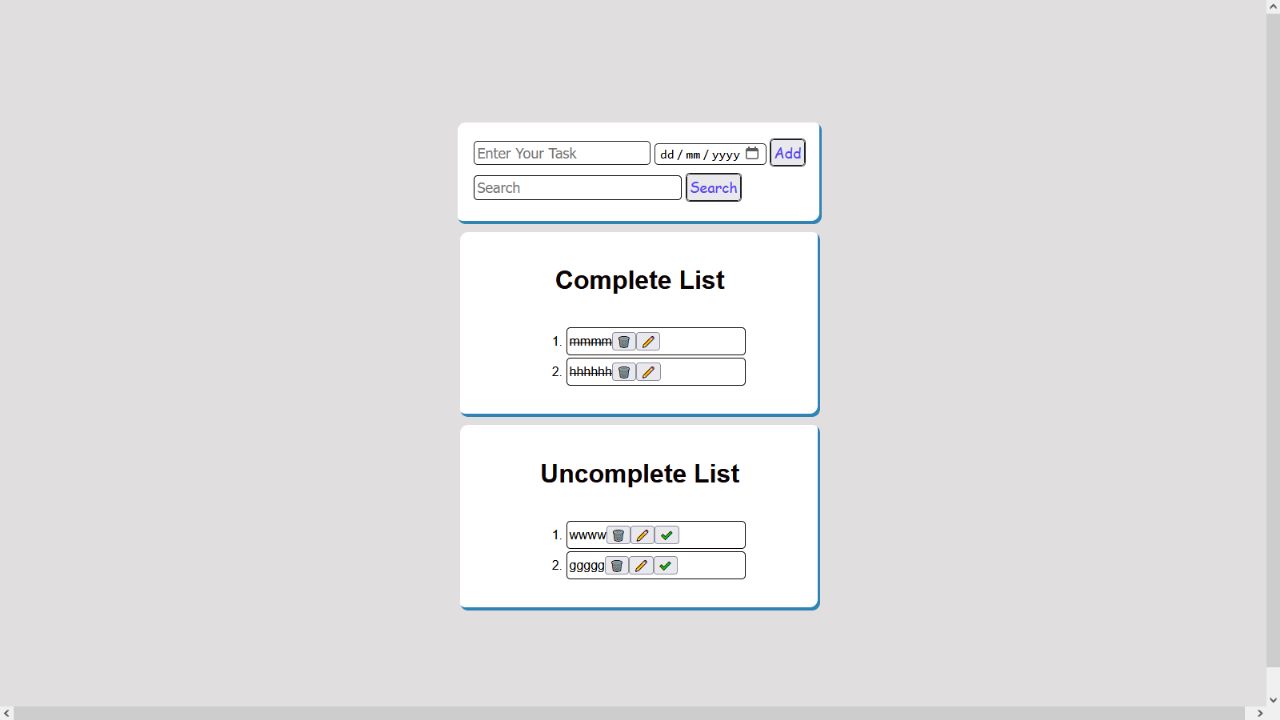 Enter Your Task dd/mm/yyyy Add
Search Search
Complete List
1. mmmm
2. hhhhhh
Uncomplete List
1. wwww
2. ggggg